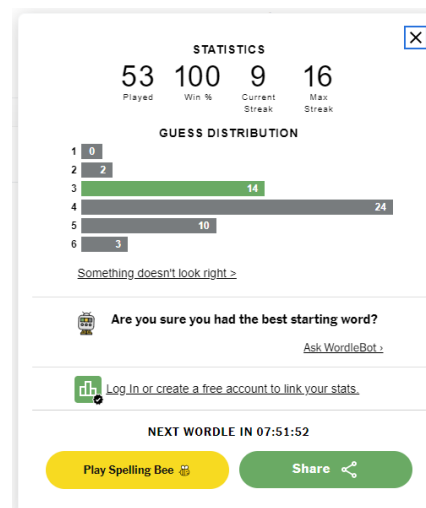 STATISTICS
53 100 9 16
Played Win % Current Max
Streak Streak
GUESS DISTRIBUTION
1 0
2 2
3 14
4 24
5 10
6 3
Something doesn't look right >
Are you sure you had the best starting word?
Ask WordleBot ›
Log In or create a free account to link your stats.
NEXT WORDLE IN 07:51:52
Play Spelling Bee
Share